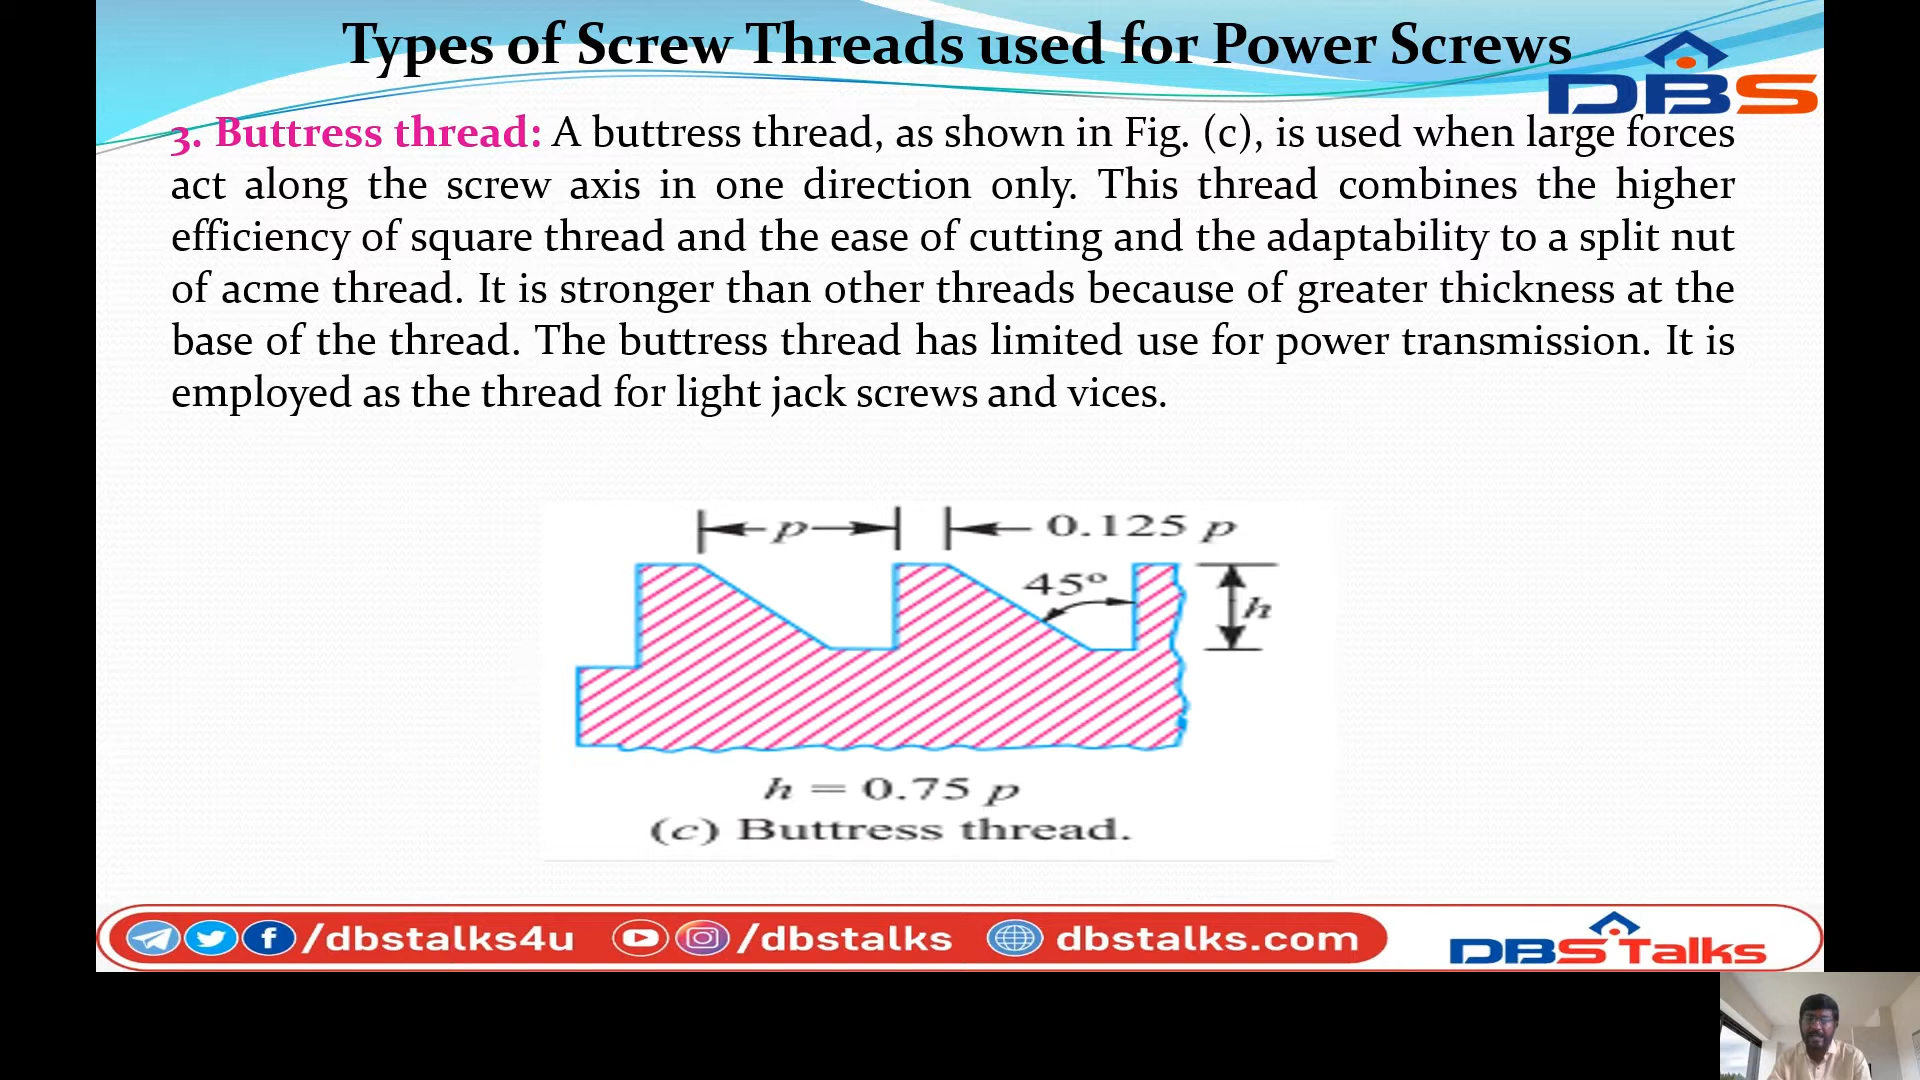 Types of Screw Threads used for Power Screws
DBS
3. Buttress thread: A buttress thread, as shown in Fig. (c), is used when large forces
act along the screw axis in one direction only. This thread combines the higher
efficiency of square thread and the ease of cutting and the adaptability to a split nut
of acme thread. It is stronger than other threads because of greater thickness at the
base of the thread. The buttress thread has limited use for power transmission. It is
employed as the thread for light jack screws and vices.
p 0.125 p
45°
h
h = 0.75 p
(c) Buttress thread.
/dbstalks4u /dbstalks dbstalks.com DBS Talks